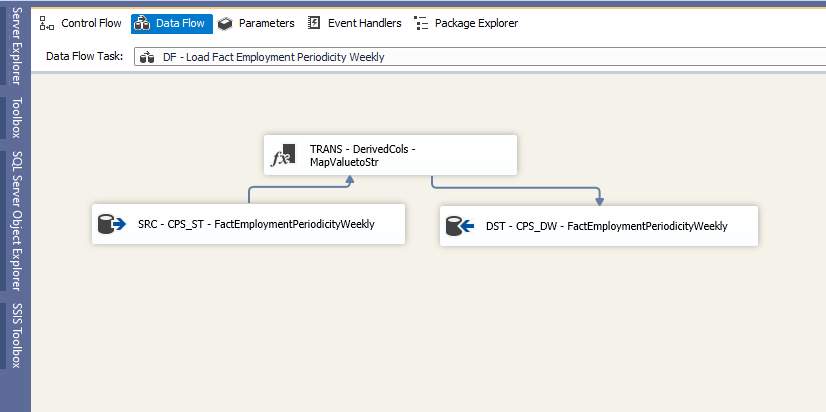 Control Flow
Data Flow
Parameters
Event Handlers
Package Explorer
Data Flow Task:
DF - Load Fact Employment Periodicity Weekly
Server Explorer
Toolbox
SQL Server Object Explorer
SSIS Toolbox
fx
TRANS - DerivedCols -
MapValuetoStr
SRC - CPS_ST - FactEmploymentPeriodicityWeekly
DST - CPS_DW - FactEmploymentPeriodicityWeekly